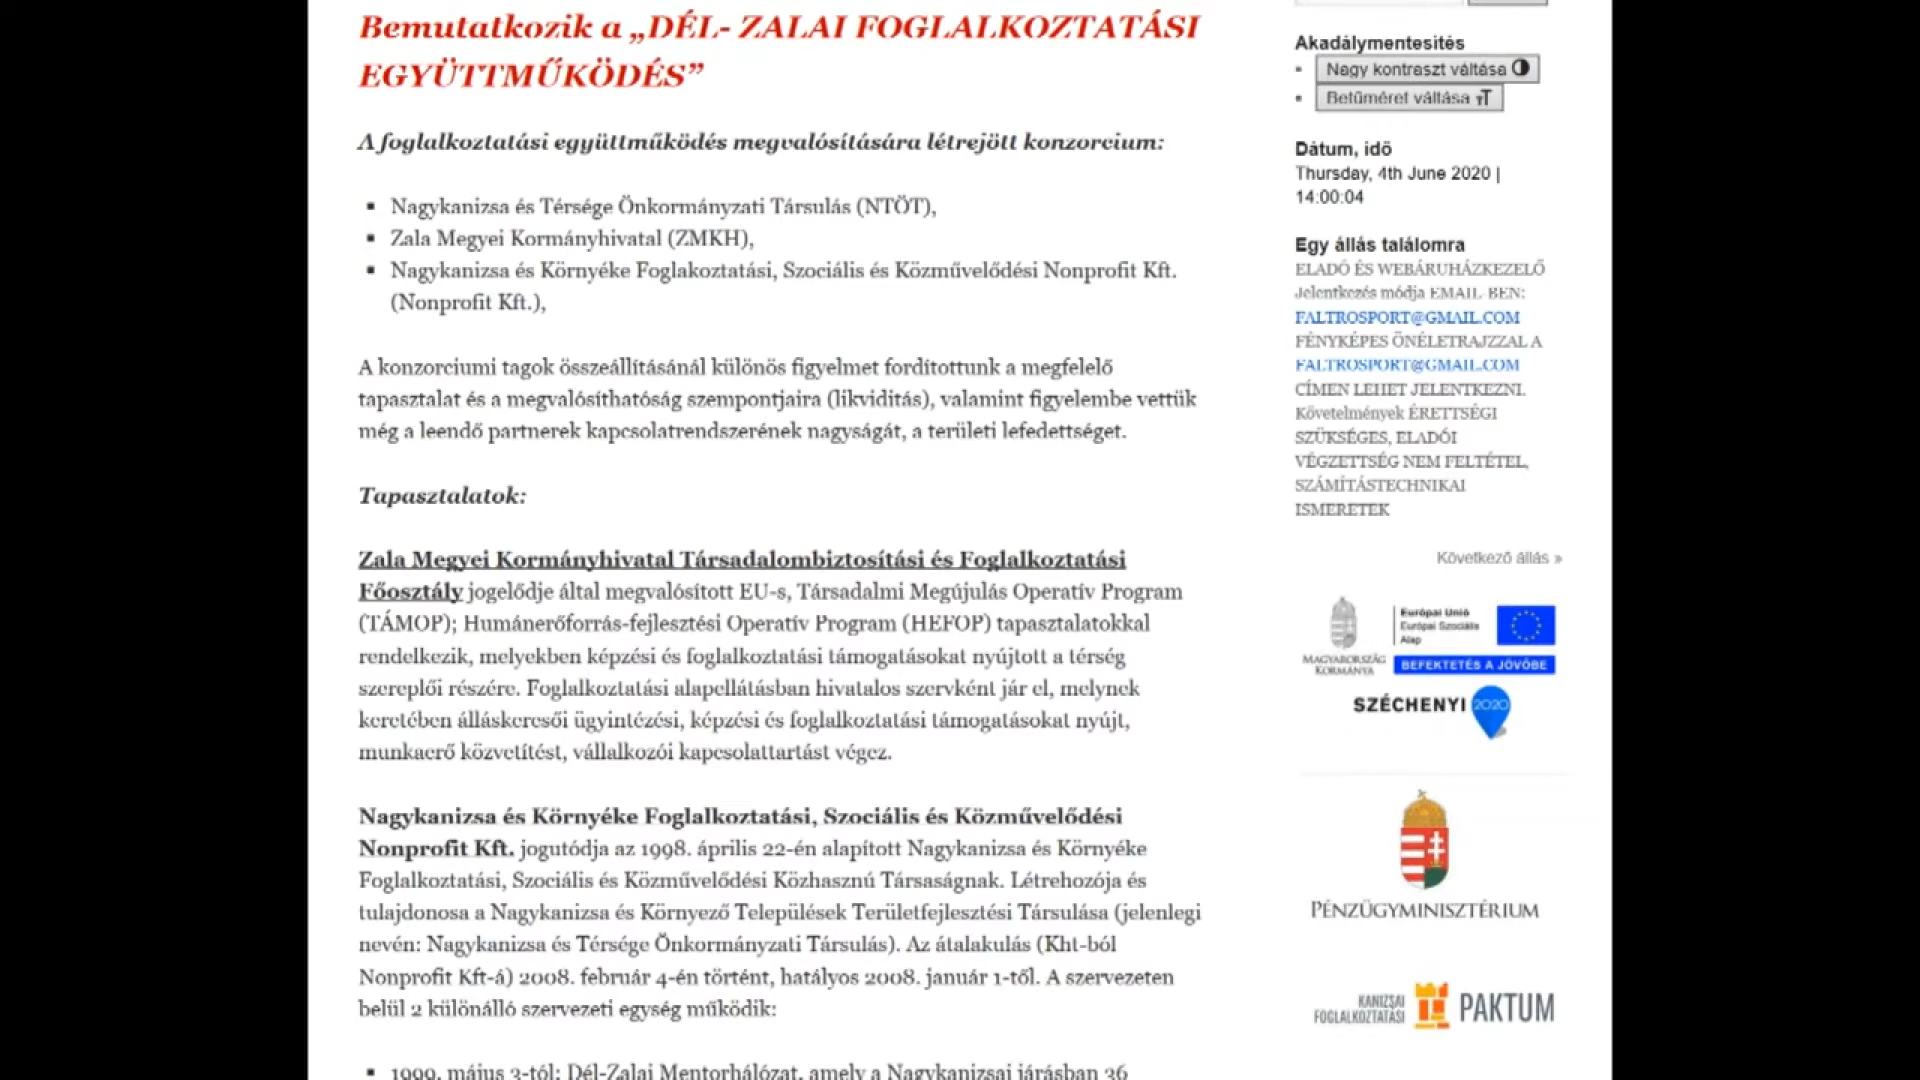 Bemutatkozik a „DÉL- ZALAI FOGLALKOZTATÁSI
EGYÜTTMŰKÖDÉS”
A foglalkoztatási együttműködés megvalósítására létrejött konzorcium:
▪ Nagykanizsa és Térsége Önkormányzati Társulás (NTÖT),
▪ Zala Megyei Kormányhivatal (ZMKH),
▪ Nagykanizsa és Környéke Foglakoztatási, Szociális és Közművelődési Nonprofit Kft.
(Nonprofit Kft.),
A konzorciumi tagok összeállításánál különös figyelmet fordítottunk a megfelelő
tapasztalat és a megvalósíthatóság szempontjaira (likviditás), valamint figyelembe vettük
még a leendő partnerek kapcsolatrendszerének nagyságát, a területi lefedettséget.
Tapasztalatok:
Zala Megyei Kormányhivatal Társadalombiztosítási és Foglalkoztatási
Főosztály jogelődje által megvalósított EU-s, Társadalmi Megújulás Operatív Program
(TÁMOP); Humánerőforrás-fejlesztési Operatív Program (HEFOP) tapasztalatokkal
rendelkezik, melyekben képzési és foglalkoztatási támogatásokat nyújtott a térség
szereplői részére. Foglalkoztatási alapellátásban hivatalos szervként jár el, melynek
keretében álláskeresői ügyintézési, képzési és foglalkoztatási támogatásokat nyújt,
munkaerő közvetítést, vállalkozói kapcsolattartást végez.
Nagykanizsa és Környéke Foglalkoztatási, Szociális és Közművelődési
Nonprofit Kft. jogutódja az 1998. április 22-én alapított Nagykanizsa és Környéke
Foglalkoztatási, Szociális és Közművelődési Közhasznú Társaságnak. Létrehozója és
tulajdonosa a Nagykanizsa és Környező Települések Területfejlesztési Társulása (jelenlegi
nevén: Nagykanizsa és Térsége Önkormányzati Társulás). Az átalakulás (Kht-ból
Nonprofit Kft-á) 2008. február 4-én történt, hatályos 2008. január 1-től. A szervezeten
belül 2 különálló szervezeti egység működik:
▪ 1999. május 3-tól: Dél-Zalai Mentorhálózat, amely a Nagykanizsai járásban 36
Akadálymentesítés
Nagy kontraszt váltása
Betűméret váltása
Dátum, idő
Thursday, 4th June 2020 |
14:00:04
Egy állás találomra
ELADÓ ÉS WEBÁRUHÁZKEZELŐ
Jelentkezés módja EMAIL-BEN:
FALTROSPORT@GMAIL.COM
FÉNYKÉPES ÖNÉLETRAJZZAL A
FALTROSPORT@GMAIL.COM
CÍMEN LEHET JELENTKEZNI.
Követelmények ÉRETTSÉGI
SZÜKSÉGES, ELADÓI
VÉGZETTSÉG NEM FELTÉTEL,
SZÁMÍTÁSTECHNIKAI
ISMERETEK
Következő állás »
MAGYARORSZÁG
KORMÁNYA
Európai Unió
Európai Szociális
Alap
BEFEKTETÉS A JÖVŐBE
SZÉCHENYI 2020
PÉNZÜGYMINISZTÉRIUM
KANIZSAI
FOGLALKOZTATÁSI
PAKTUM